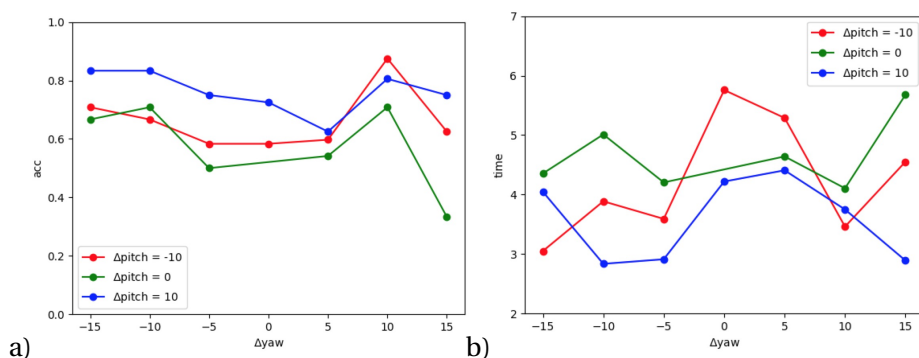 1.0
0.8
0.6
0.4
0.2
0.0
acc
Δpitch = -10
Δpitch = 0
Δpitch = 10
−15 −10 −5 0 5 10 15
Δyaw
a)
7
6
5
4
3
2
time
Δpitch = -10
Δpitch = 0
Δpitch = 10
−15 −10 −5 0 5 10 15
Δyaw
b)